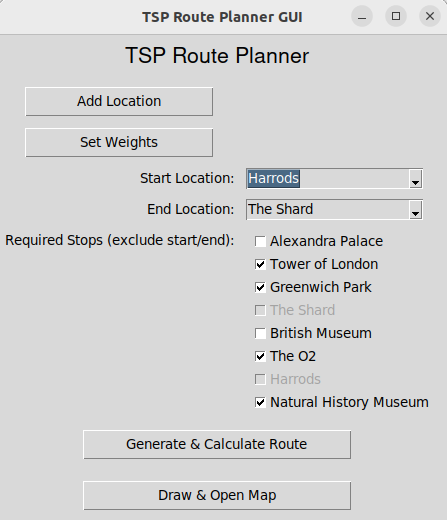 TSP Route Planner GUI
TSP Route Planner
Add Location
Set Weights
Start Location: Harrods
End Location: The Shard
Required Stops (exclude start/end): Alexandra Palace
Tower of London
Greenwich Park
The Shard
British Museum
The O2
Harrods
Natural History Museum
Generate & Calculate Route
Draw & Open Map